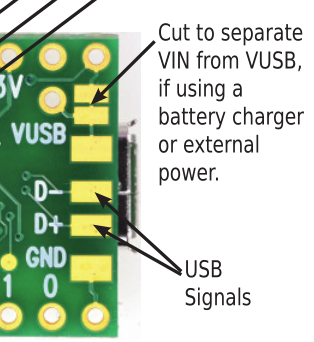 Cut to separate
VIN from VUSB,
if using a
battery charger
or external
power.
3V
VUSB
D-
D+
GND
1 0
USB
Signals